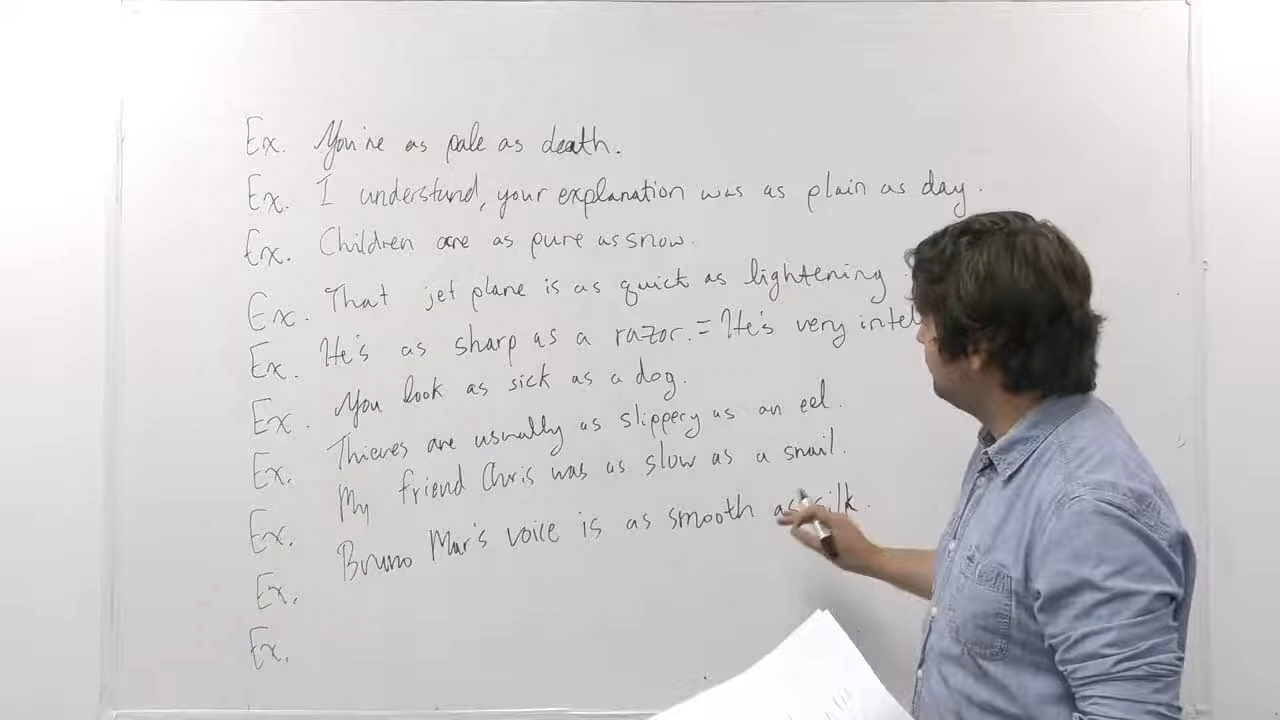 Ex. You're as pale as death.
Ex. I understand, your explanation was as plain as day.
Ex. Children are as pure as snow.
Ex. That jet plane is as quick as lightening
Ex. He's as sharp as a razor. = He's very
Ex. You look as sick as a dog.
Ex. Thieves are usually as slippery as an eel.
Ex. My friend Chris was as slow as a snail.
Ex. Bruno Mar's voice is as smooth as silk.
Ex.